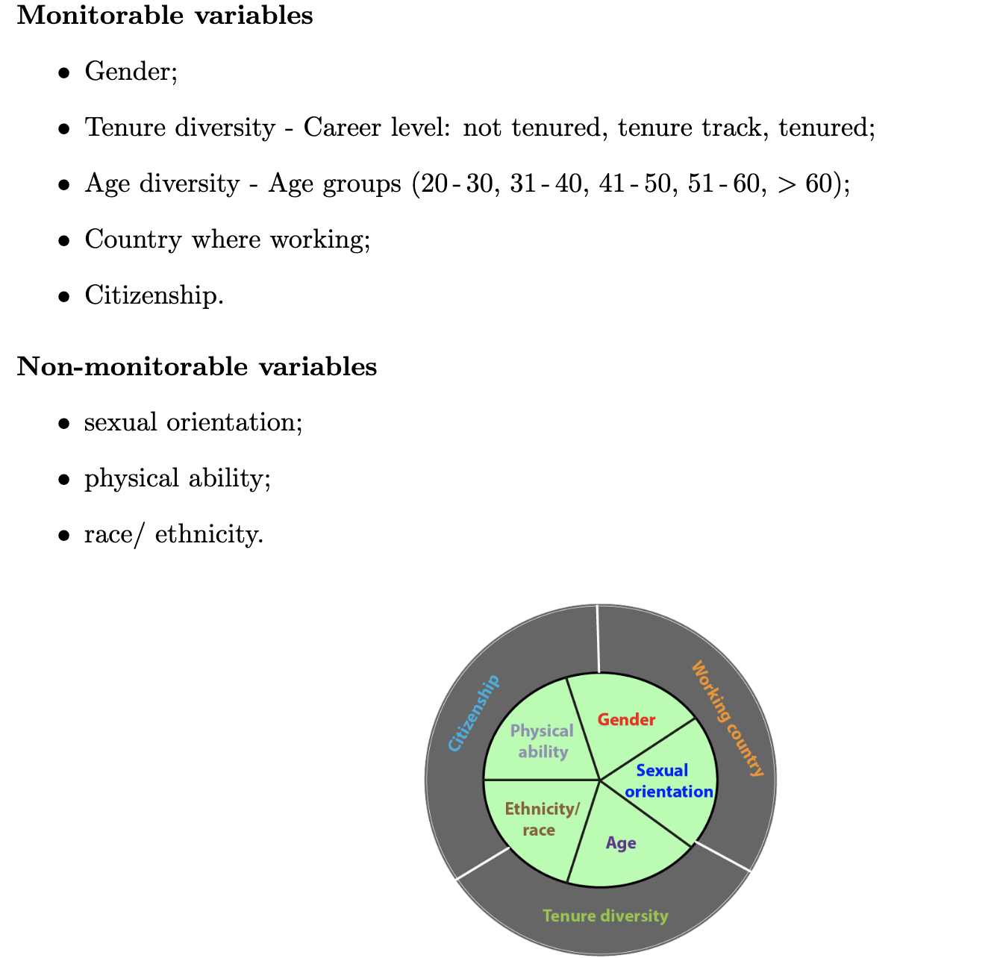 Monitorable variables
• Gender;
• Tenure diversity - Career level: not tenured, tenure track, tenured;
• Age diversity - Age groups (20 - 30, 31 - 40, 41 - 50, 51 - 60, > 60);
• Country where working;
• Citizenship.
Non-monitorable variables
• sexual orientation;
• physical ability;
• race/ ethnicity.
Citizenship
Working country
Gender
Physical
ability
Sexual
orientation
Ethnicity/
race
Age
Tenure diversity